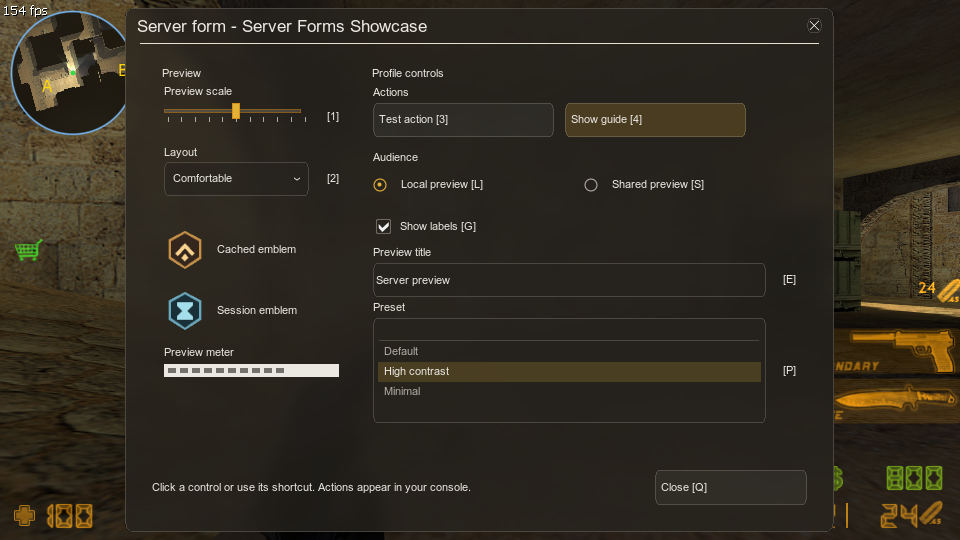 154 fps
Server form - Server Forms Showcase
A
B
Preview
Preview scale
[1]
Layout
Comfortable
[2]
Cached emblem
Session emblem
Preview meter
Profile controls
Actions
Test action [3]
Show guide [4]
Audience
Local preview [L]
Shared preview [S]
Show labels [G]
Preview title
Server preview
[E]
Preset
Default
High contrast
Minimal
[P]
Click a control or use its shortcut. Actions appear in your console.
Close [Q]
24
$ 800
100
24